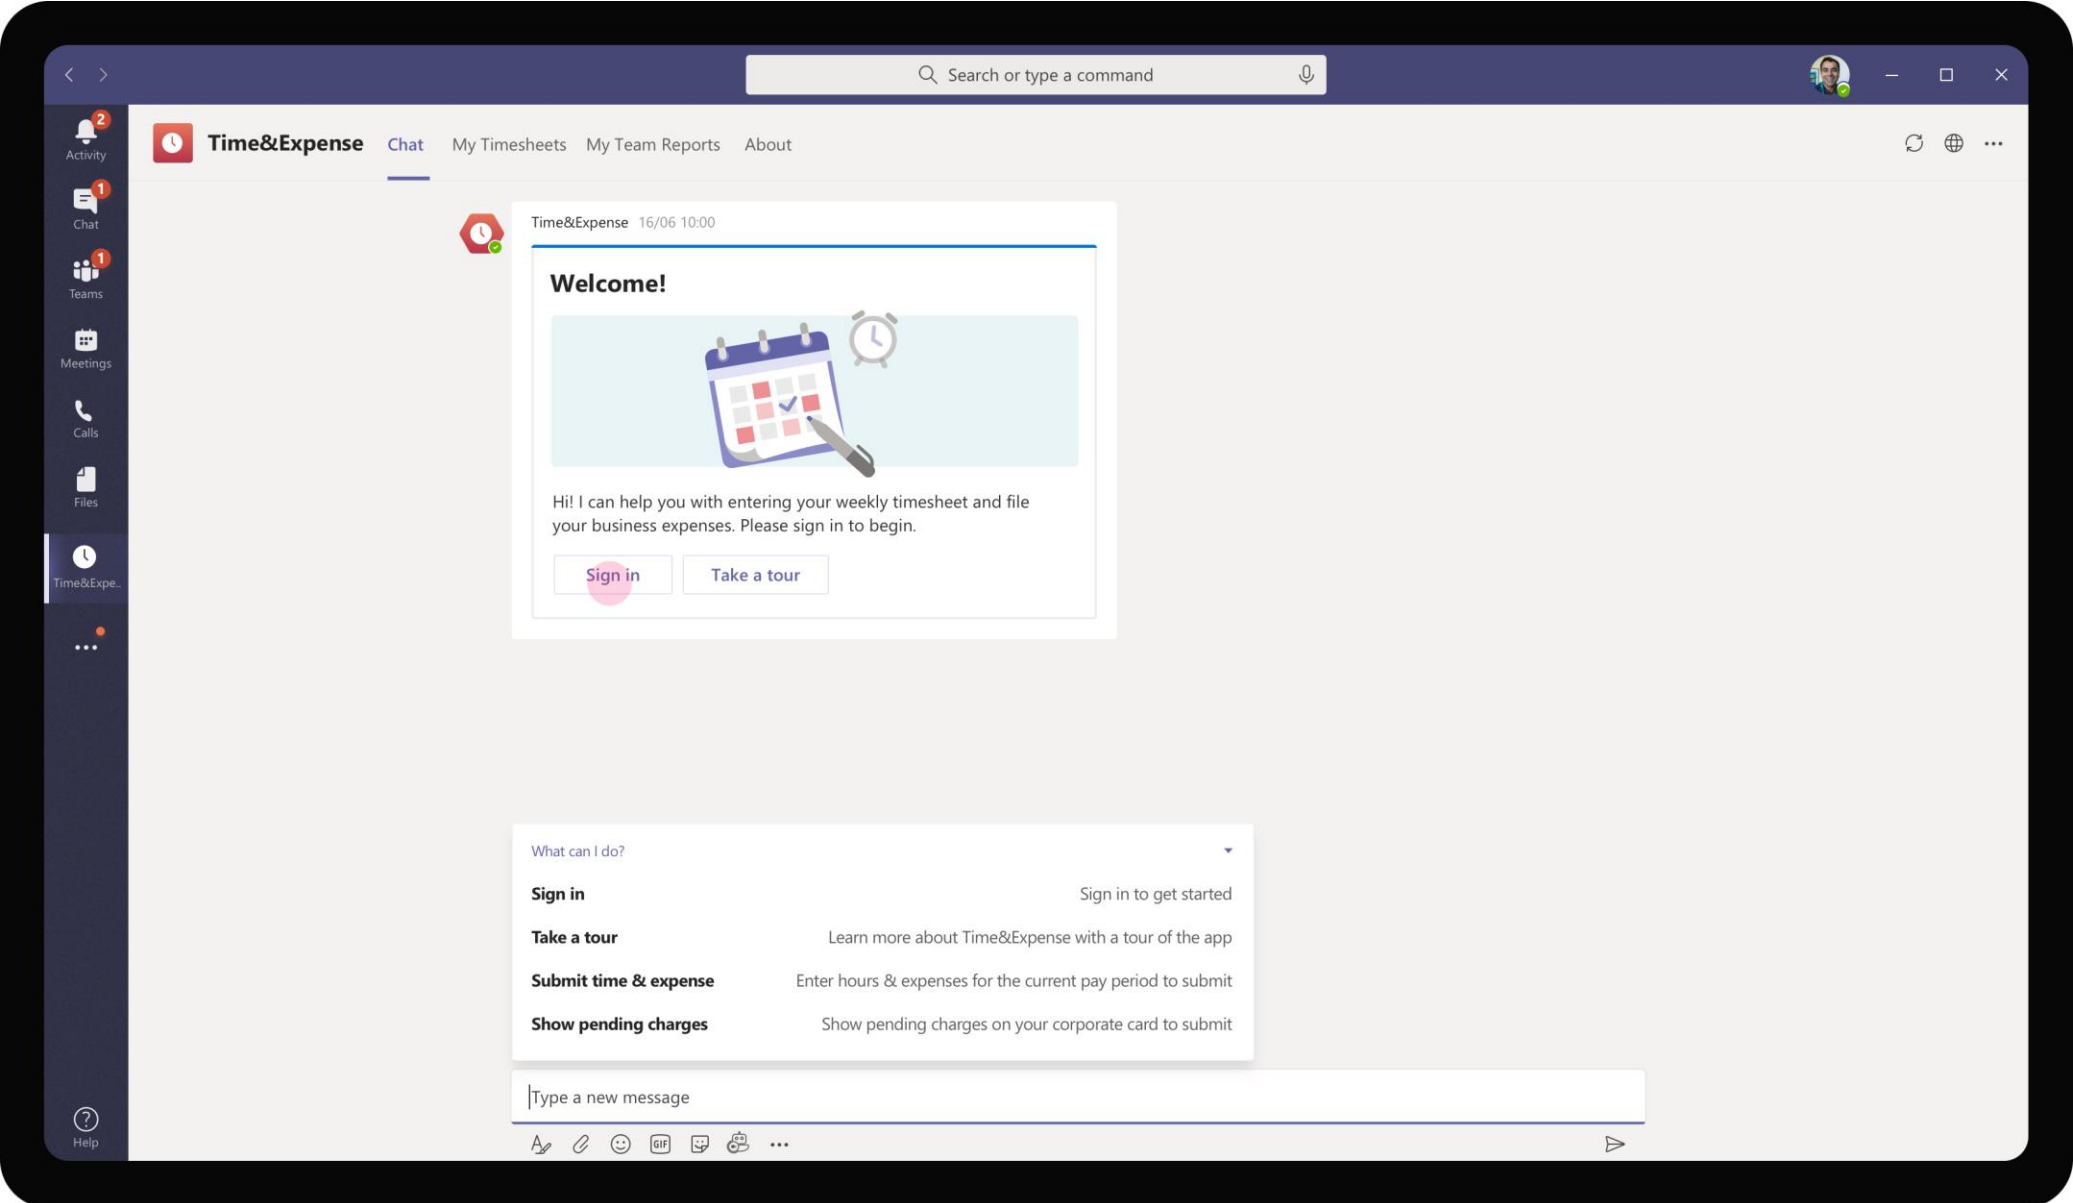 Search or type a command
2
Activity
1
Chat
1
Teams
Meetings
Calls
Files
Time&Expe..
Help
Time&Expense
Chat
My Timesheets
My Team Reports
About
Time&Expense 16/06 10:00
Welcome!
Hi! I can help you with entering your weekly timesheet and file
your business expenses. Please sign in to begin.
Sign in
Take a tour
What can I do?
Sign in Sign in to get started
Take a tour Learn more about Time&Expense with a tour of the app
Submit time & expense Enter hours & expenses for the current pay period to submit
Show pending charges Show pending charges on your corporate card to submit
Type a new message
GIF